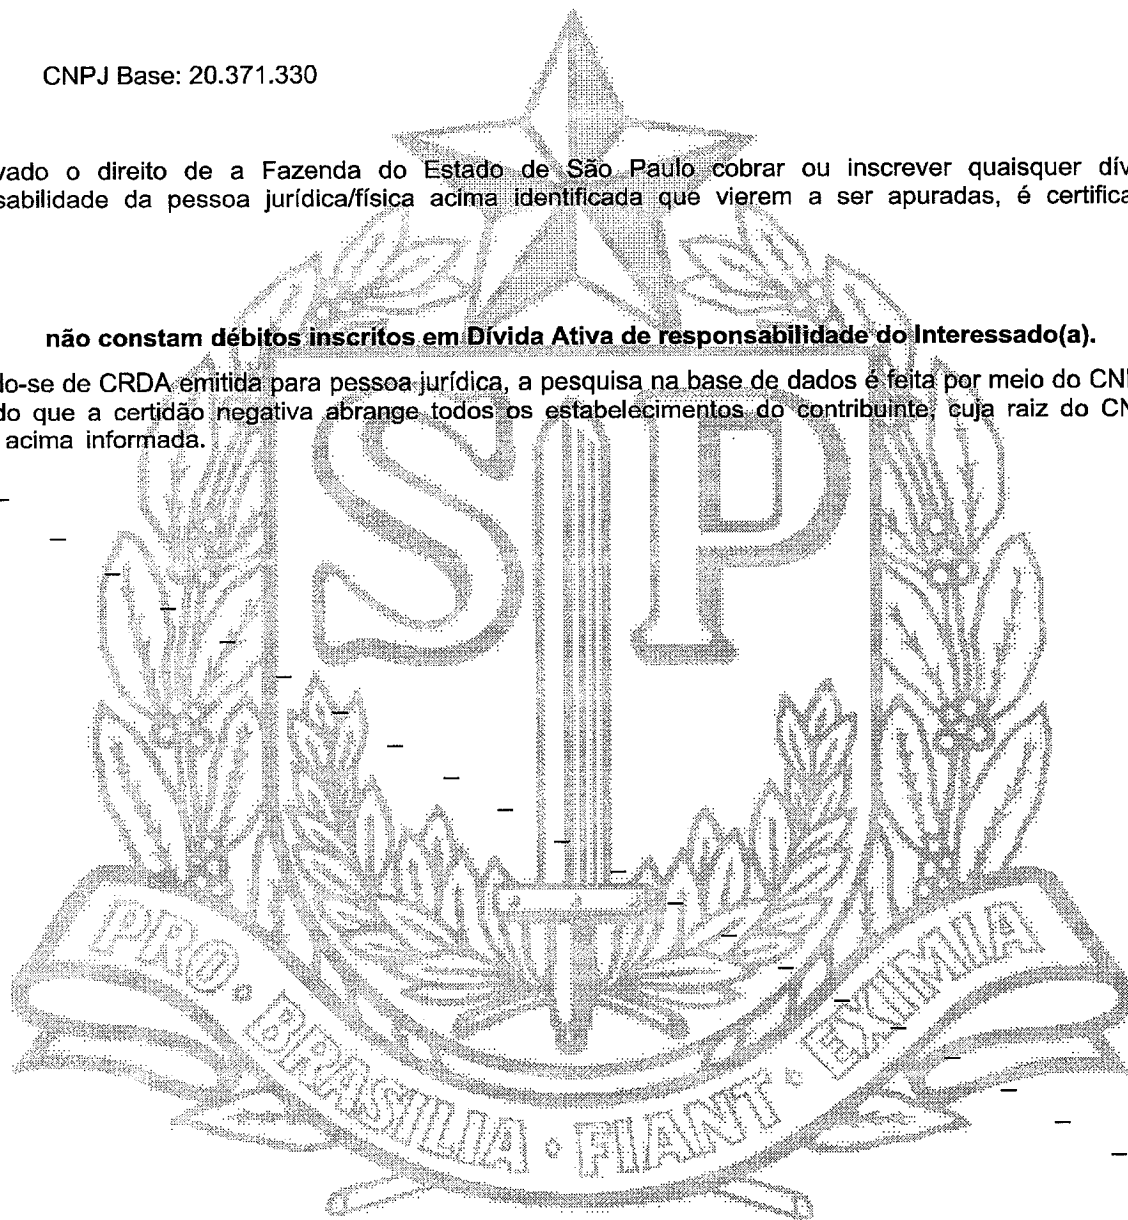 CNPJ Base: 20.371.330
vado o direito de a Fazenda do Estado de São Paulo cobrar ou inscrever quaisquer dív
sabilidade da pessoa jurídica/física acima identificada que vierem a ser apuradas, é certifica
não constam débitos inscritos em Dívida Ativa de responsabilidade do Interessado(a).
do-se de CRDA emitida para pessoa jurídica, a pesquisa na base de dados é feita por meio do CN
do que a certidão negativa abrange todos os estabelecimentos do contribuinte, cuja raiz do CN
acima informada.
SP
PRO · BRASILIA · FIANT · EXIMIA